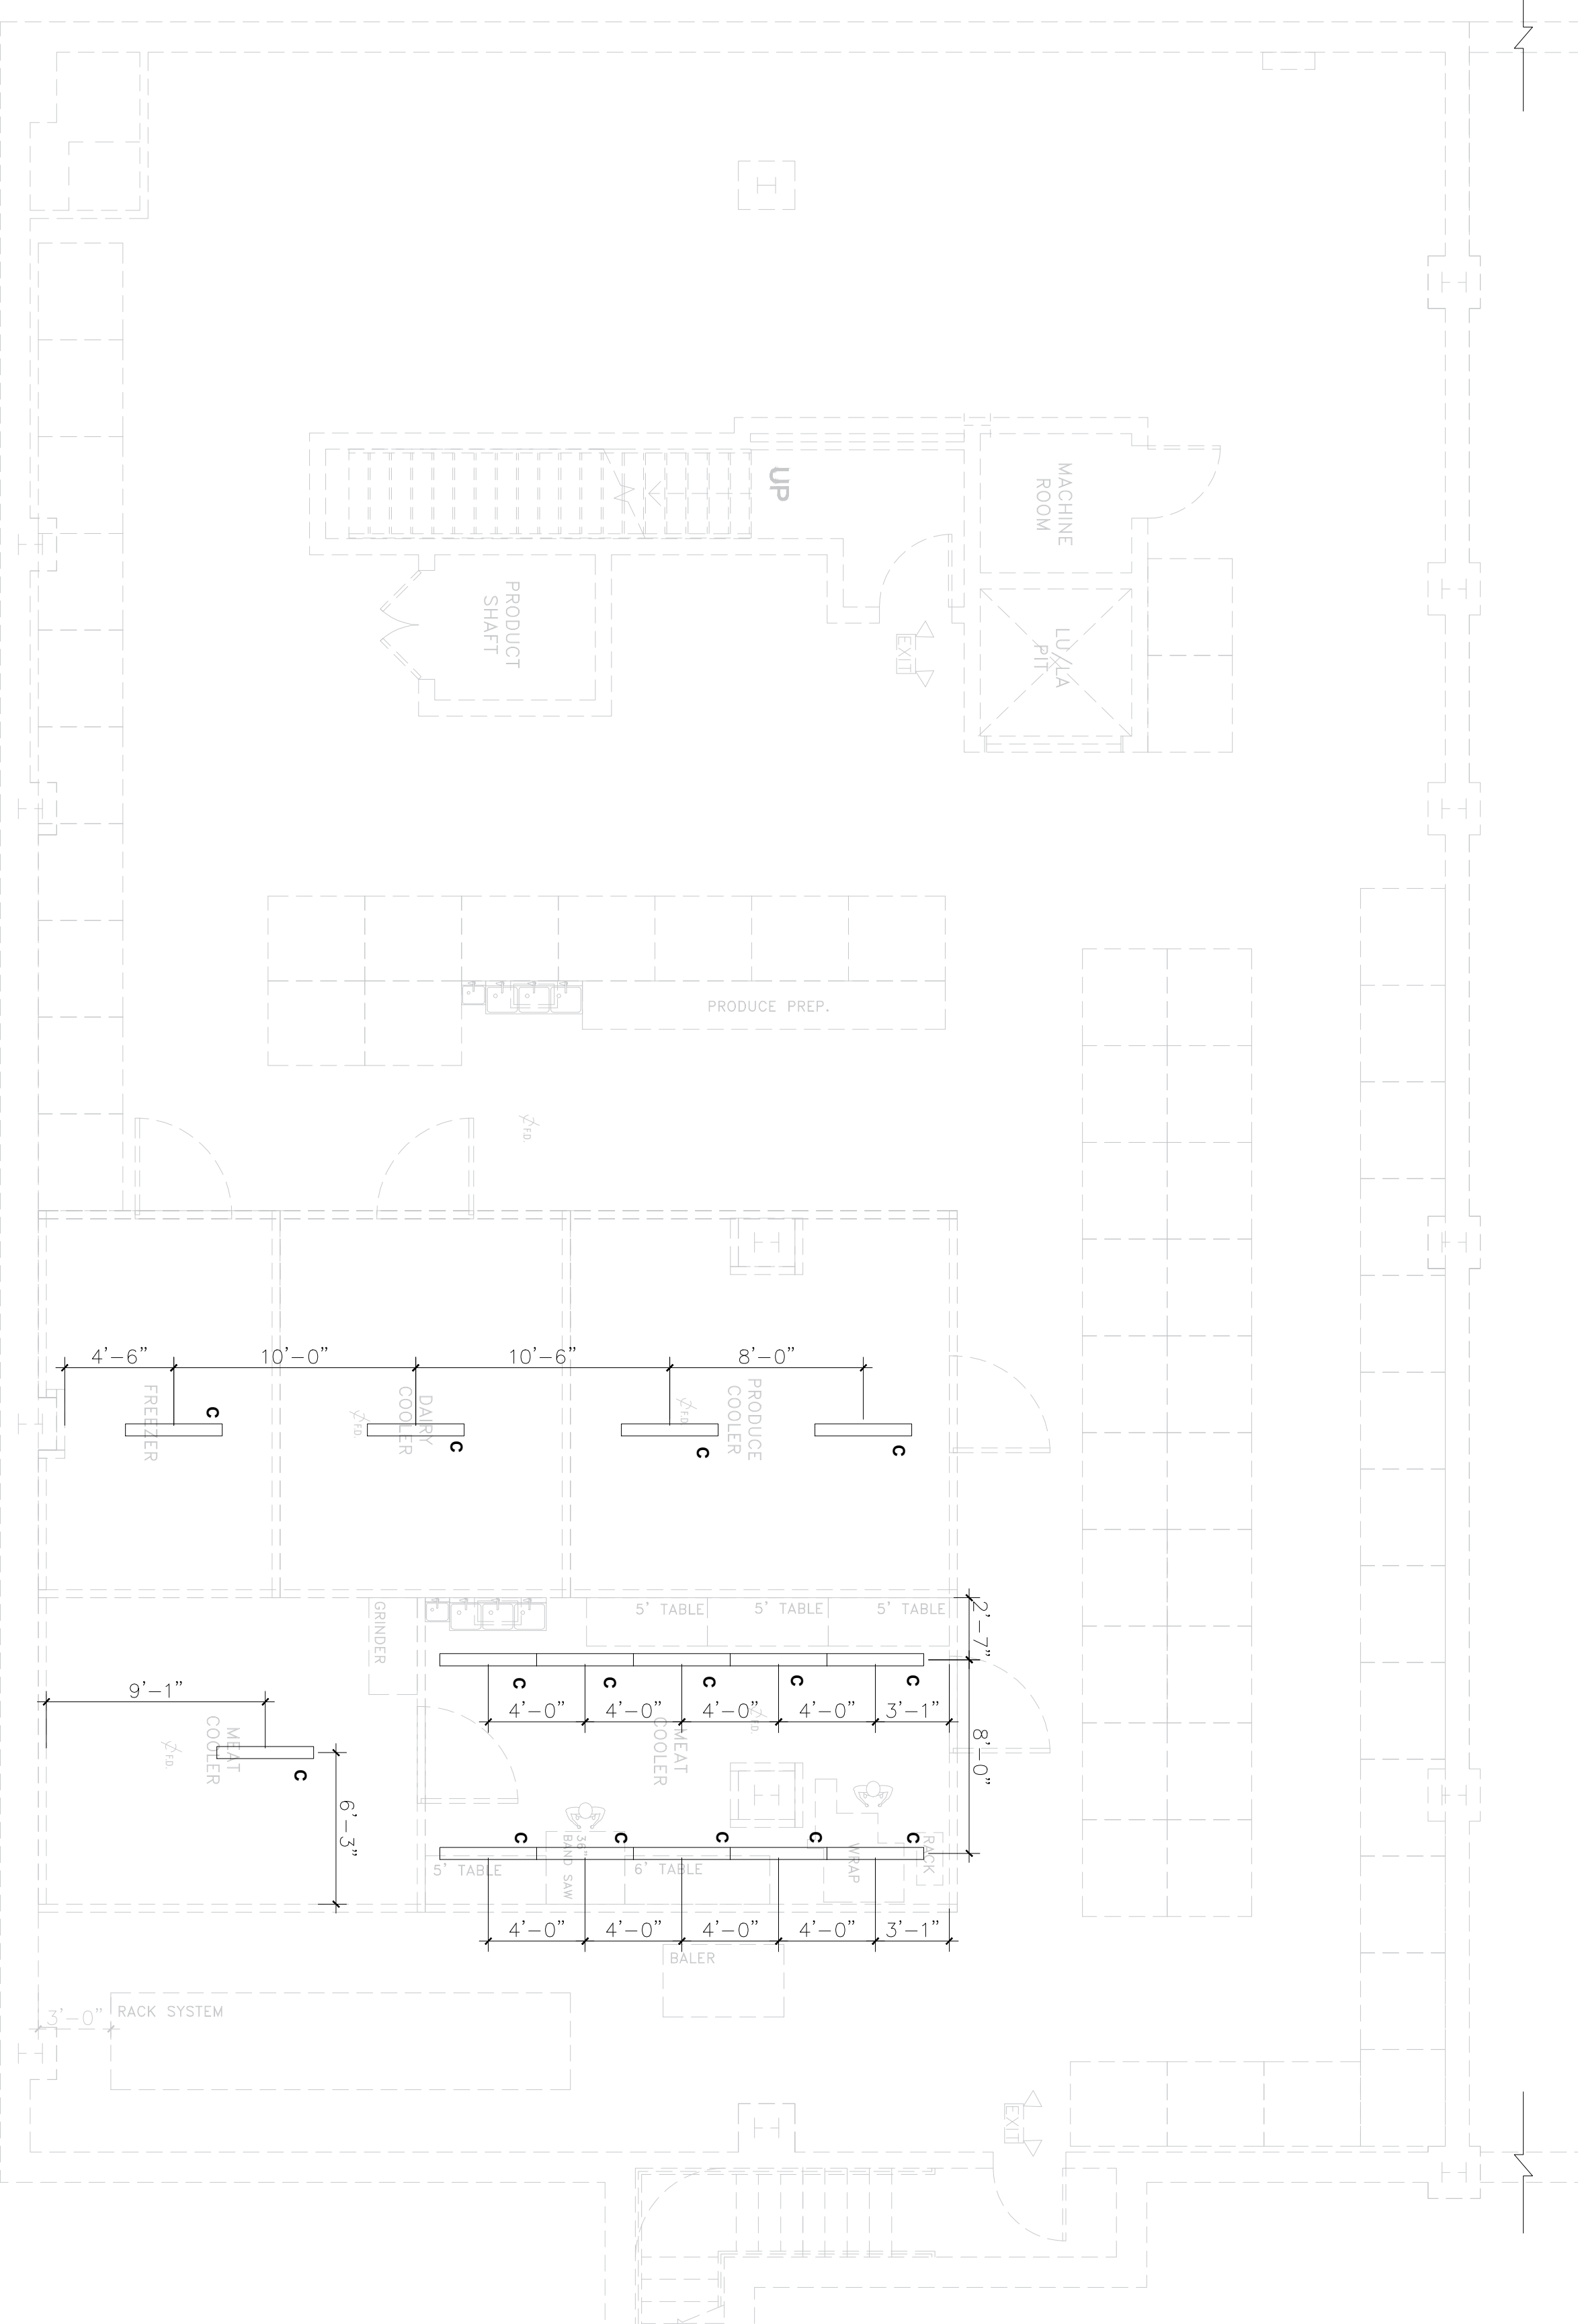 UP
MACHINE
ROOM
PRODUCT
SHAFT
EXIT
LU/LA
PIT
PRODUCE PREP.
F.D.
4'-6"
10'-0"
10'-6"
8'-0"
FREEZER
C
DAIRY
COOLER
C
F.D.
PRODUCE
COOLER
F.D.
C
C
GRINDER
5' TABLE
5' TABLE
5' TABLE
2'-7"
C
C
C
C
C
9'-1"
4'-0"
4'-0"
4'-0"
4'-0"
3'-1"
8'-0"
MEAT
COOLER
F.D.
C
MEAT
COOLER
F.D.
6'-3"
C
C
C
C
C
5' TABLE
36"
BAND SAW
6' TABLE
WRAP
RACK
4'-0"
4'-0"
4'-0"
4'-0"
3'-1"
BALER
3'-0"
RACK SYSTEM
EXIT